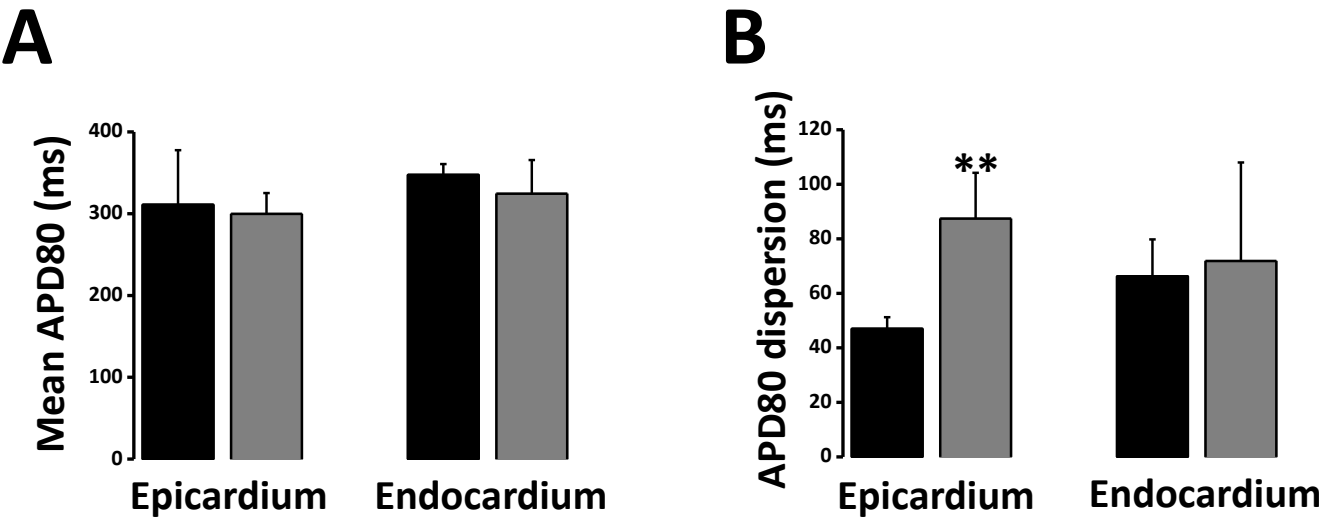 A
Mean APD80 (ms)
400
300
200
100
0
Epicardium
Endocardium
B
APD80 dispersion (ms)
120
100
80
60
40
20
0
**
Epicardium
Endocardium